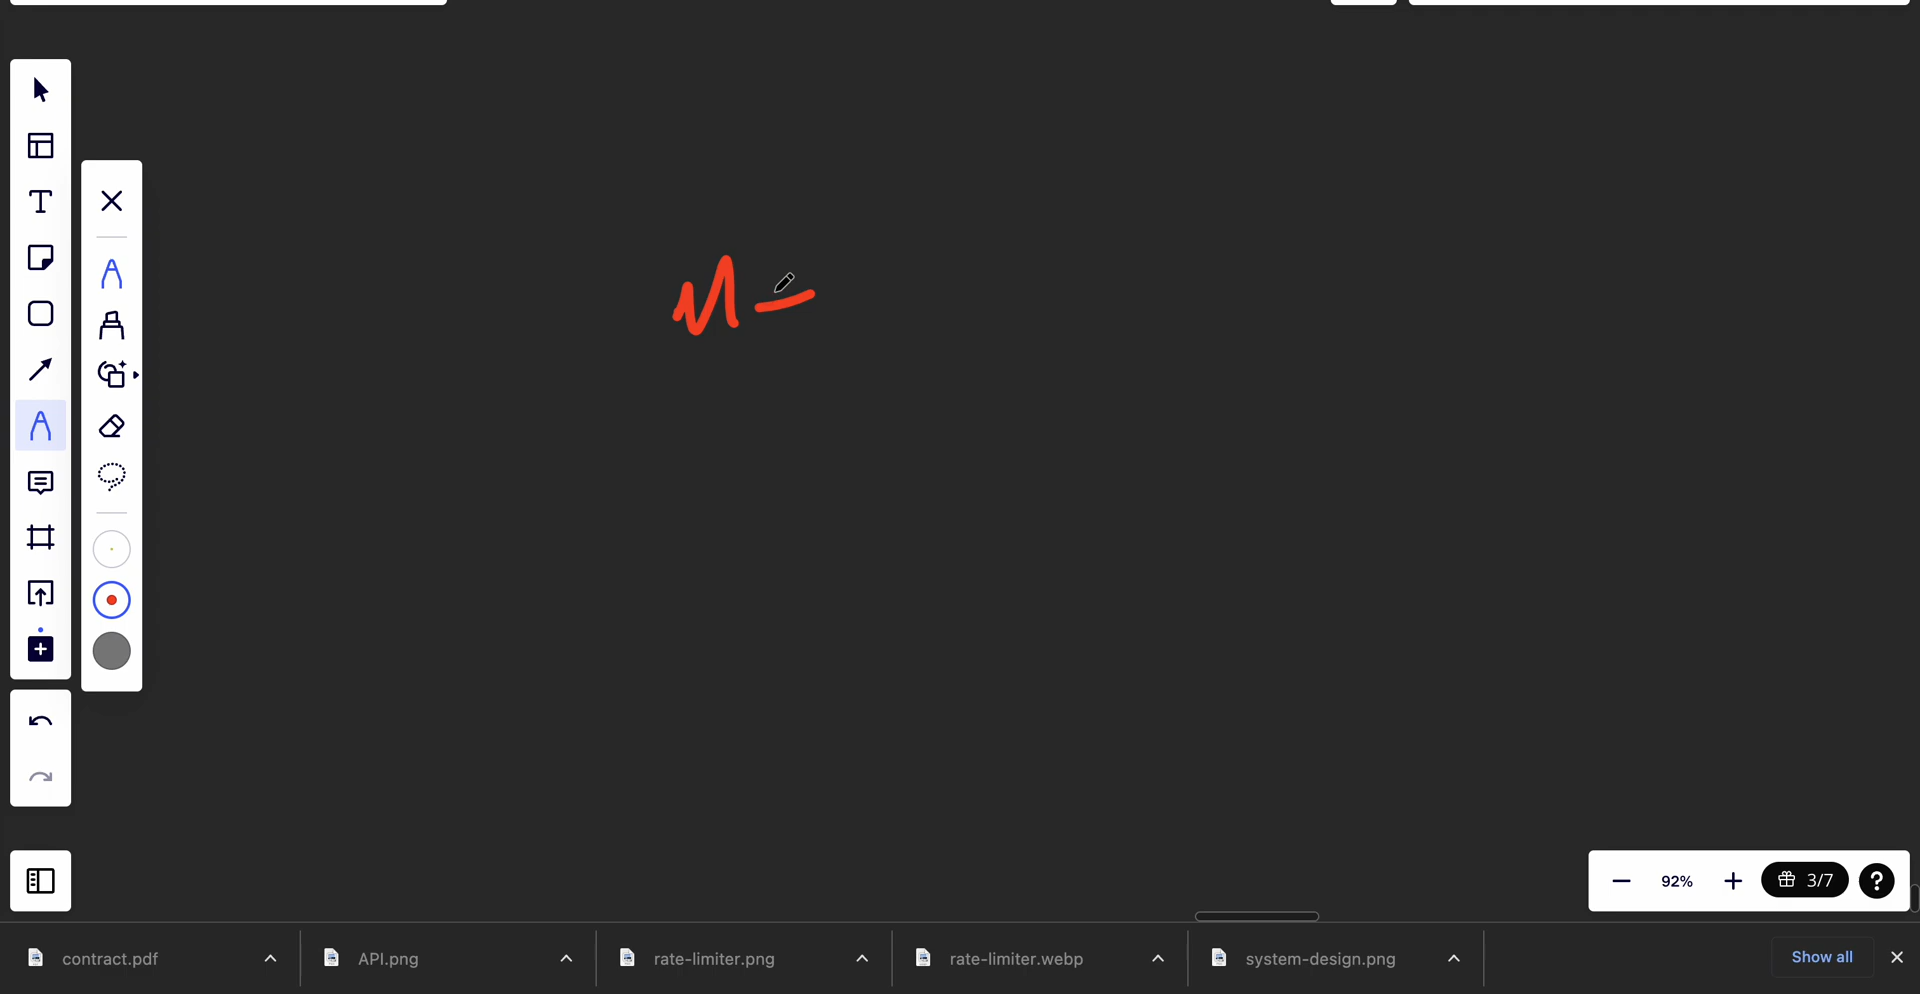 T
M-
92%
3/7
?
contract.pdf
API.png
rate-limiter.png
rate-limiter.webp
system-design.png
Show all